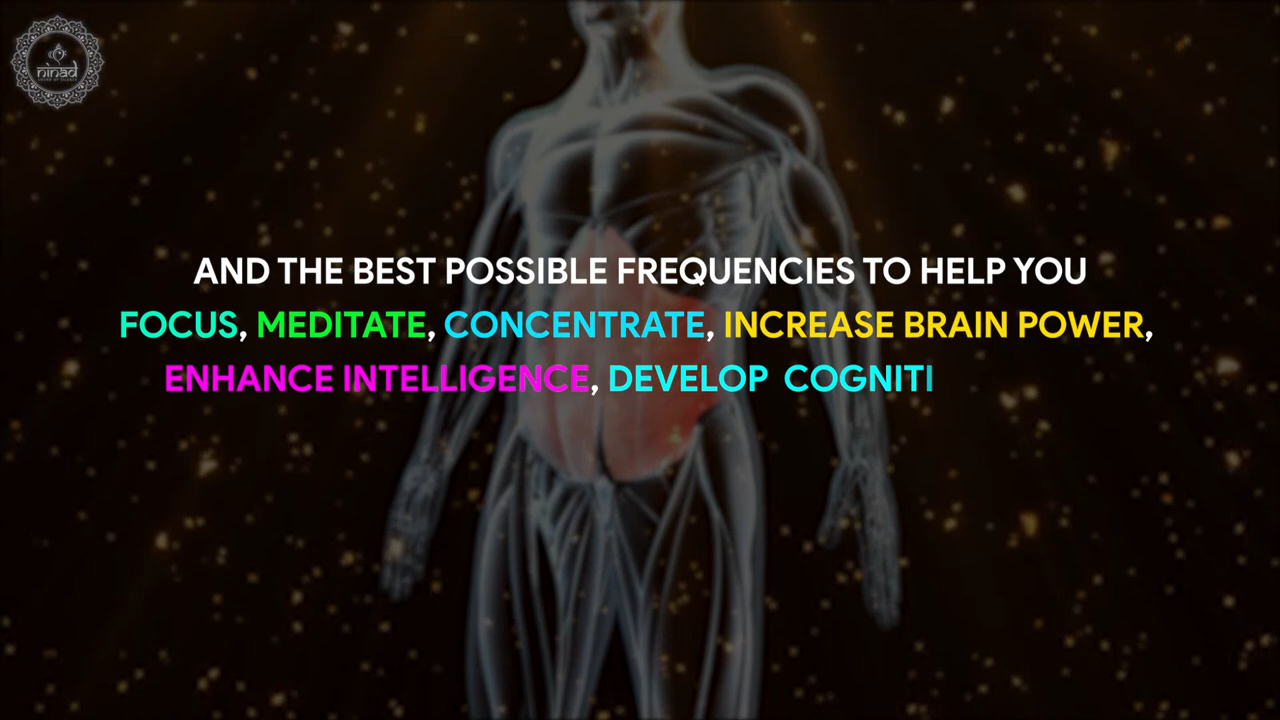 ninad
AND THE BEST POSSIBLE FREQUENCIES TO HELP YOU
FOCUS, MEDITATE, CONCENTRATE, INCREASE BRAIN POWER,
ENHANCE INTELLIGENCE, DEVELOP COGNITI